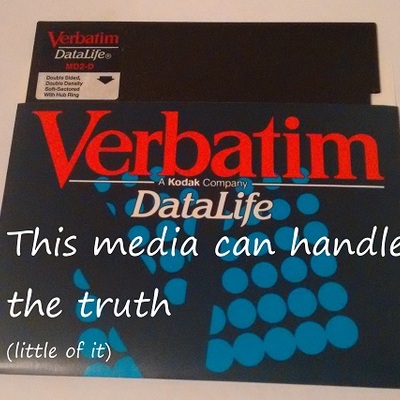 Verbatim
DataLife®
MD2-D
Double Sided,
Double Density
Soft-Sectored
With Hub Ring
Verbatim
A Kodak Company
DataLife
This media can handle
the truth
(little of it)